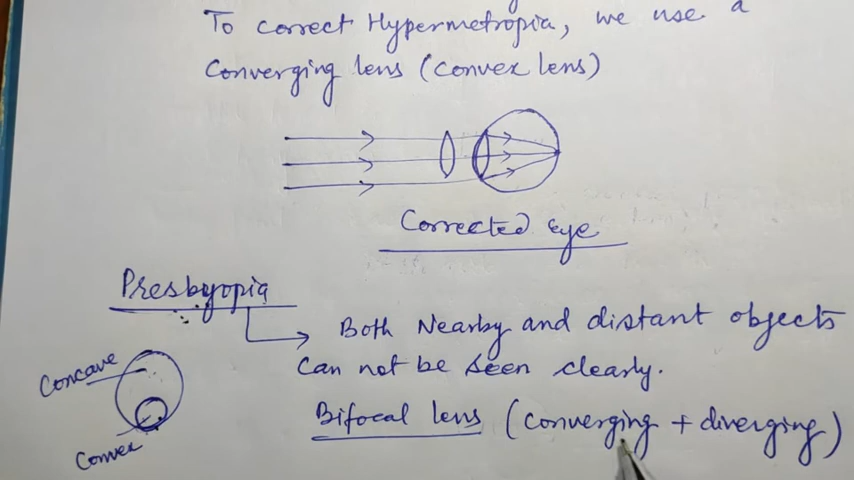 To correct Hypermetropia, we use a
Converging lens (convex lens)
Corrected eye
Presbyopia
Both Nearby and distant objects
can not be seen clearly.
Concave
Bifocal lens (converging + diverging)
Convex